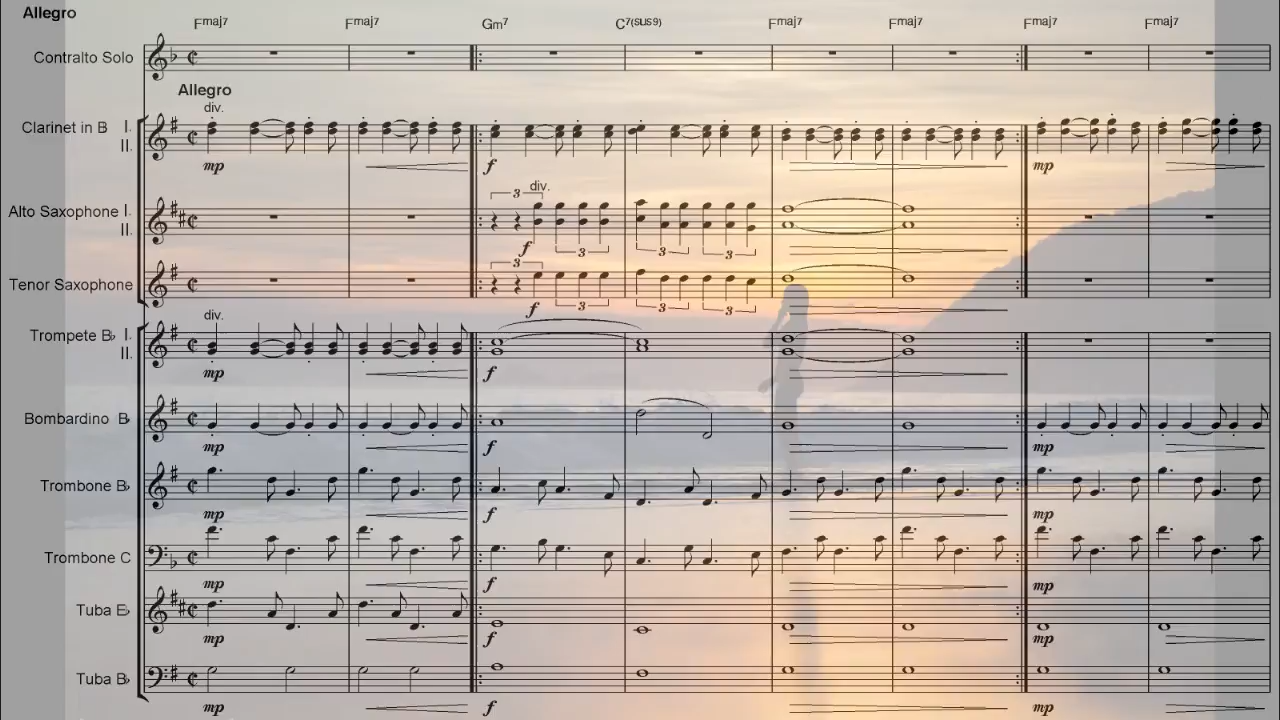 Allegro
Fmaj7 Fmaj7 Gm7 C7(sus9) Fmaj7 Fmaj7 Fmaj7 Fmaj7
Contralto Solo
Allegro
div.
Clarinet in B I.
II.
mp f mp
3 div.
Alto Saxophone I.
II.
f 3 3 3 3
3
Tenor Saxophone
f 3 3 3
div.
Trompete B♭ I.
II.
mp f
Bombardino B♭
mp f mp
Trombone B♭
mp f mp
Trombone C
mp f mp
Tuba E♭
mp f mp
Tuba B♭
mp f mp